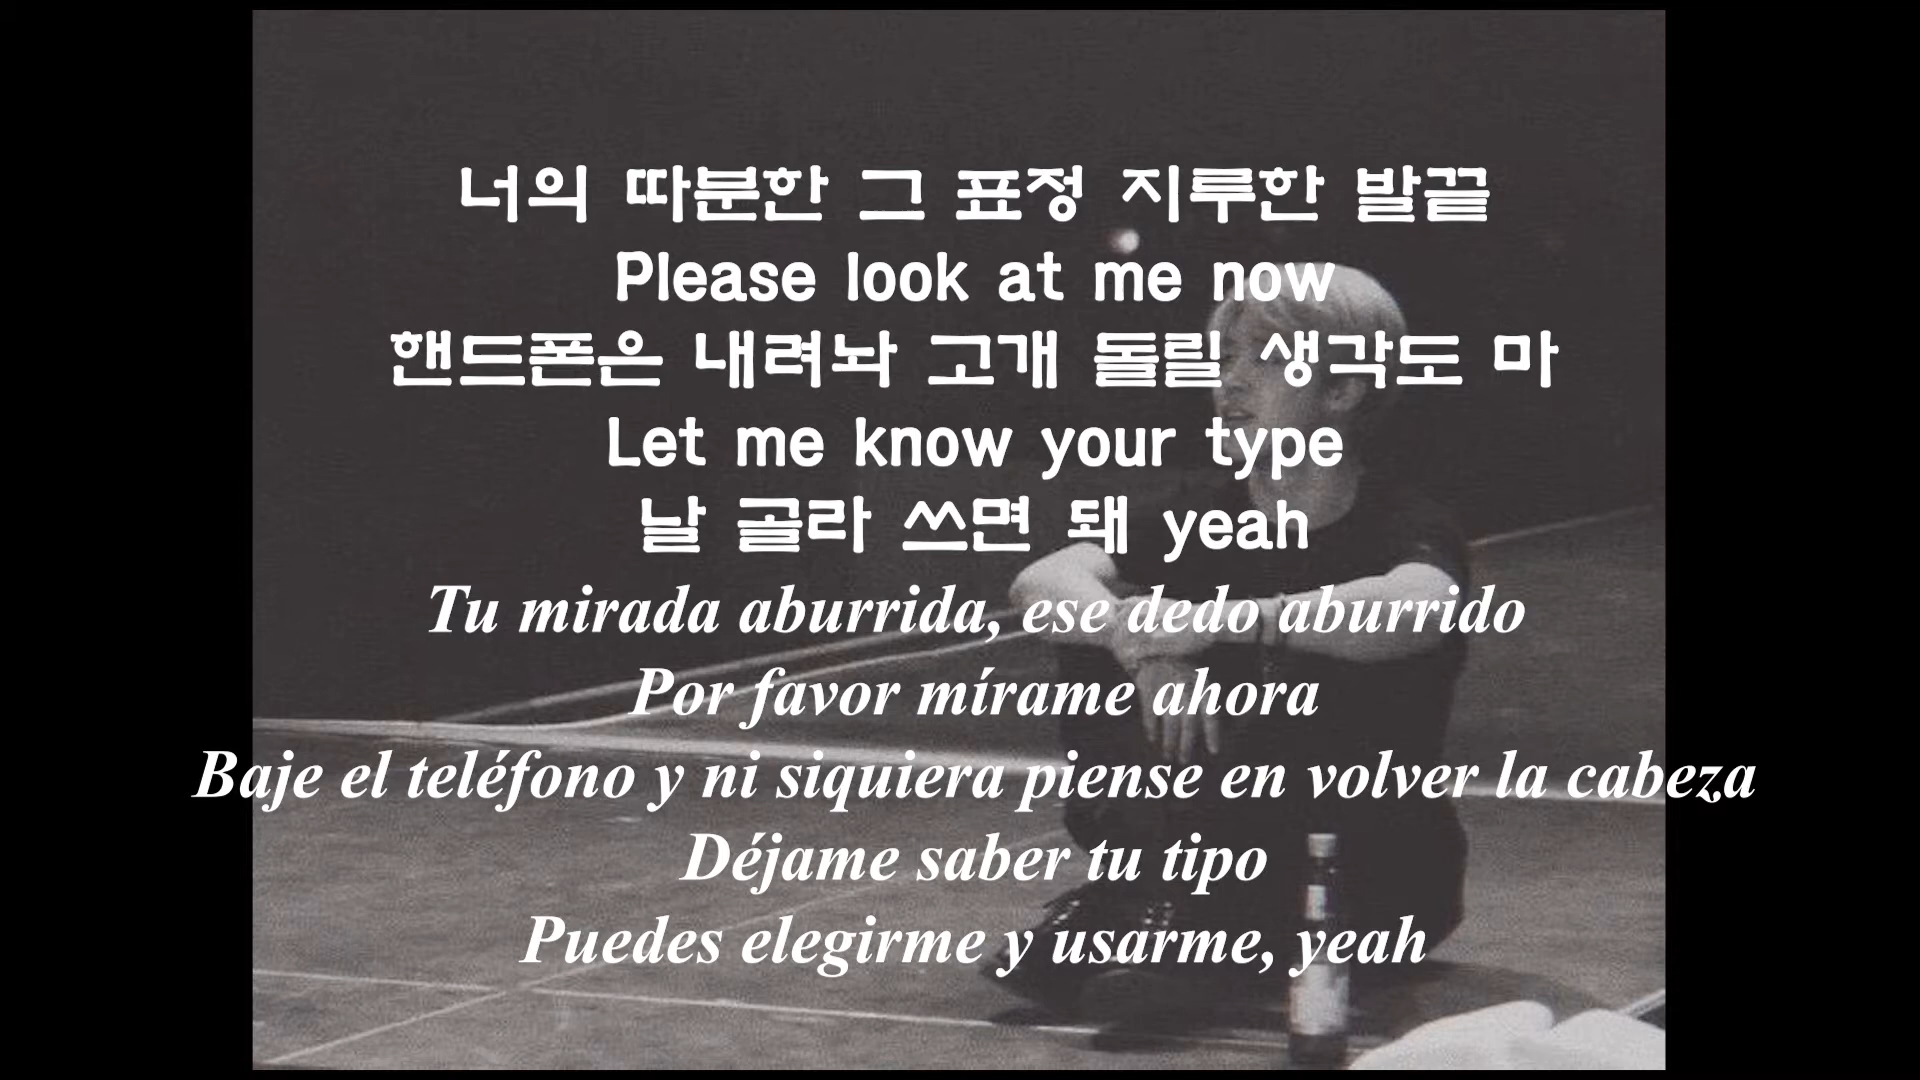 너의 따분한 그 표정 지루한 발끝
Please look at me now
핸드폰은 내려놔 고개 돌릴 생각도 마
Let me know your type
날 골라 쓰면 돼 yeah
Tu mirada aburrida, ese dedo aburrido
Por favor mírame ahora
Baje el teléfono y ni siquiera piense en volver la cabeza
Déjame saber tu tipo
Puedes elegirme y usarme, yeah